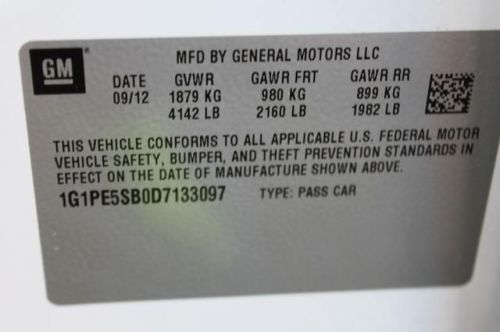 GM
MFD BY GENERAL MOTORS LLC
DATE GVWR GAWR FRT GAWR RR
09/12 1879 KG 980 KG 899 KG
4142 LB 2160 LB 1982 LB
THIS VEHICLE CONFORMS TO ALL APPLICABLE U.S. FEDERAL MOTOR
VEHICLE SAFETY, BUMPER, AND THEFT PREVENTION STANDARDS IN
EFFECT ON THE DATE OF MANUFACTURE SHOWN ABOVE.
1G1PE5SB0D7133097 TYPE: PASS CAR